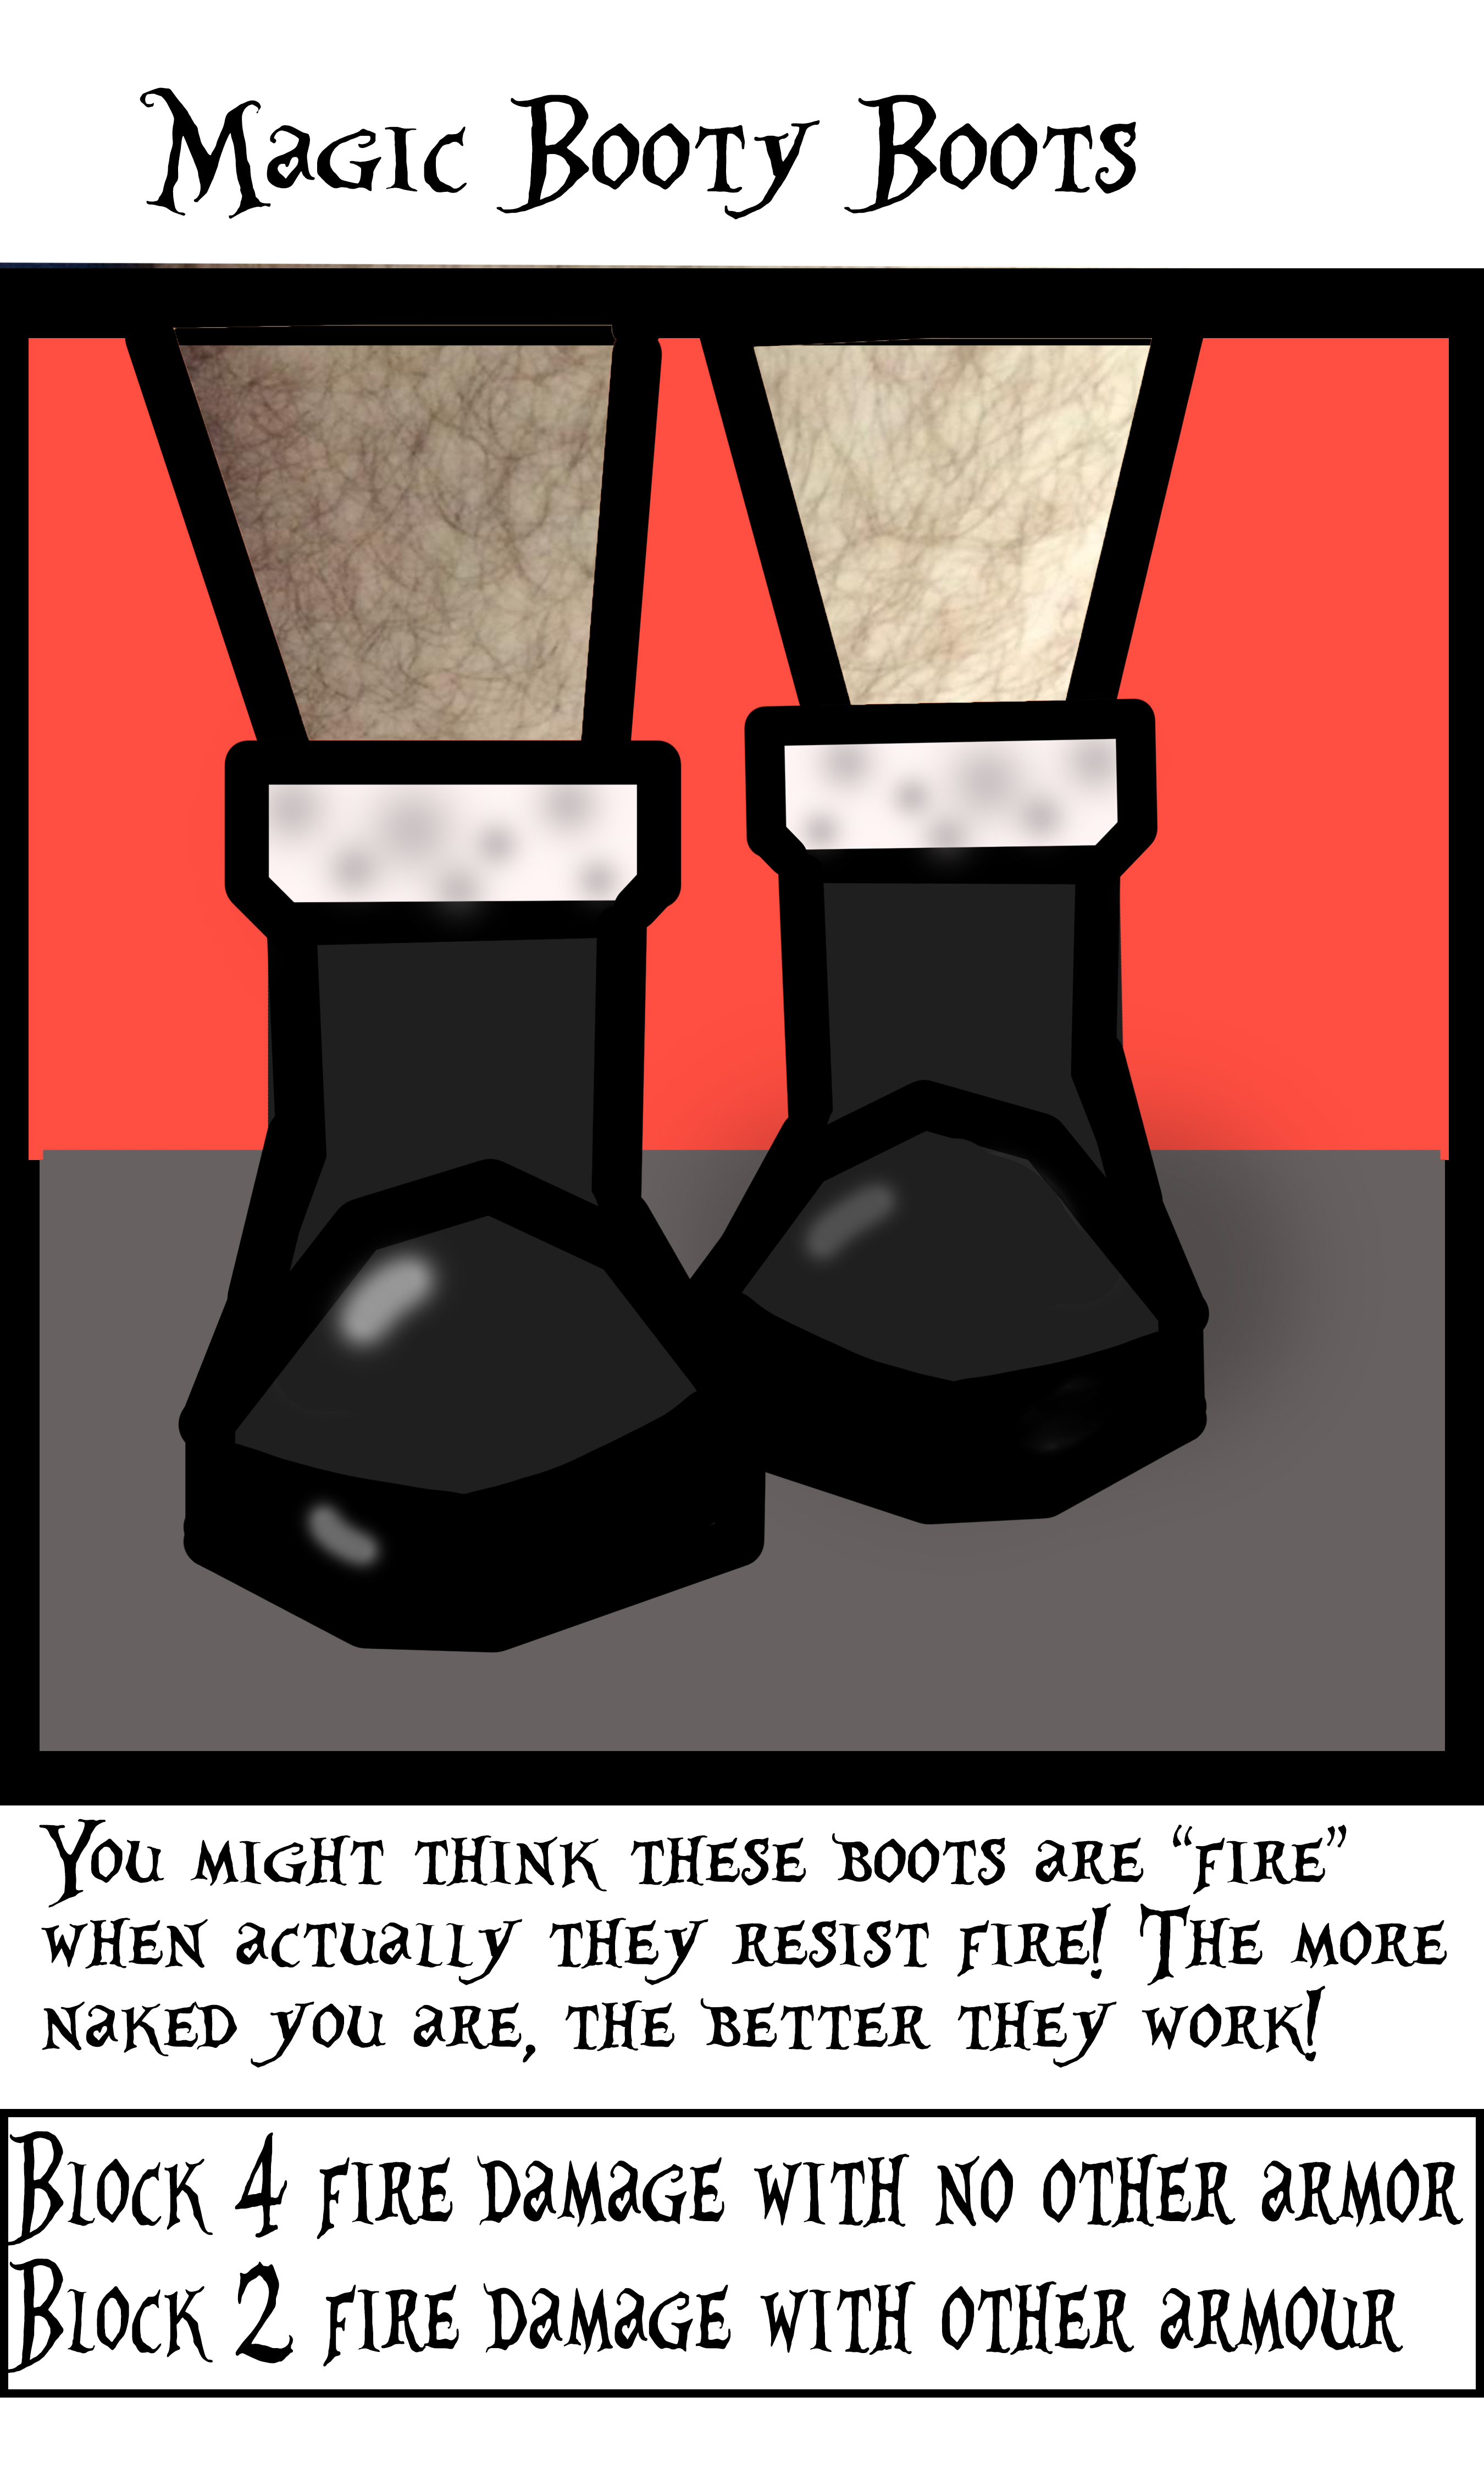 Magic Booty Boots
You might think these boots are “fire”
when actually they resist fire! The more
naked you are, the better they work!
Block 4 fire damage with no other armor
Block 2 fire damage with other armour